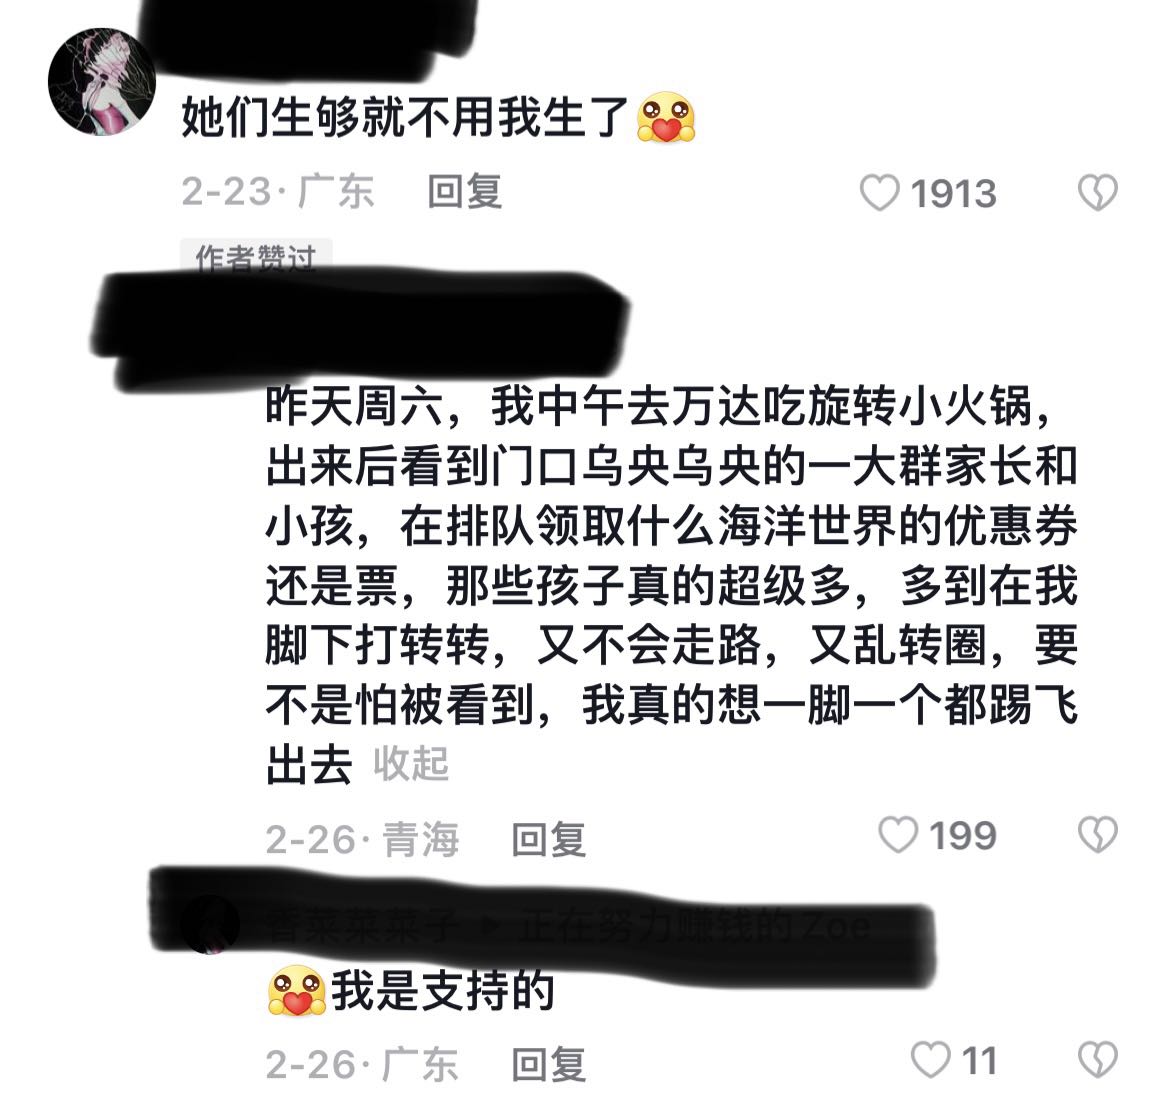 她们生够就不用我生了
2-23·广东 回复 1913
作者赞过
昨天周六，我中午去万达吃旋转小火锅，
出来后看到门口乌央乌央的一大群家长和
小孩，在排队领取什么海洋世界的优惠券
还是票，那些孩子真的超级多，多到在我
脚下打转转，又不会走路，又乱转圈，要
不是怕被看到，我真的想一脚一个都踢飞
出去 收起
2-26·青海 回复 199
我是支持的
2-26·广东 回复 11